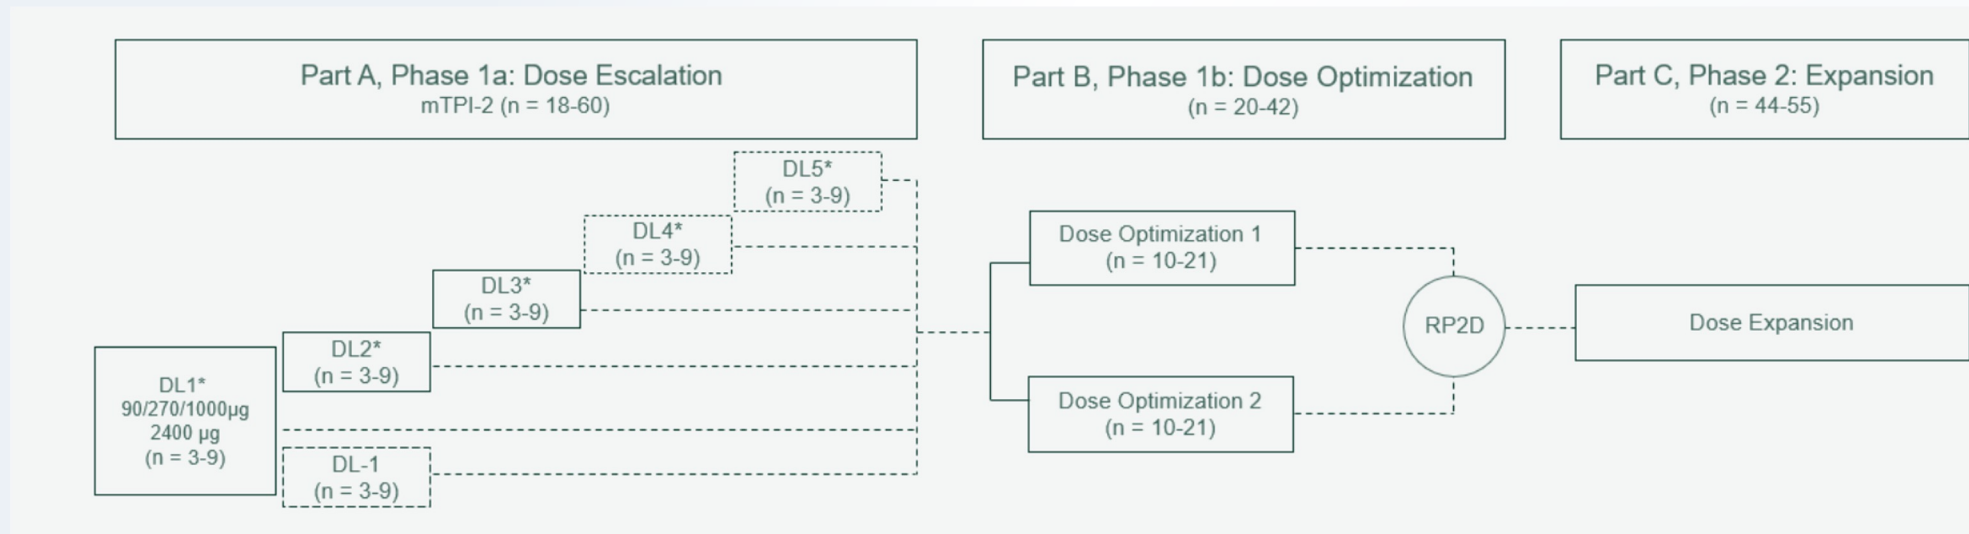 Part A, Phase 1a: Dose Escalation
mTPI-2 (n = 18-60)
Part B, Phase 1b: Dose Optimization
(n = 20-42)
Part C, Phase 2: Expansion
(n = 44-55)
DL5*
(n = 3-9)
DL4*
(n = 3-9)
DL3*
(n = 3-9)
DL2*
(n = 3-9)
DL1*
90/270/1000µg
2400 µg
(n = 3-9)
DL-1
(n = 3-9)
Dose Optimization 1
(n = 10-21)
Dose Optimization 2
(n = 10-21)
RP2D
Dose Expansion